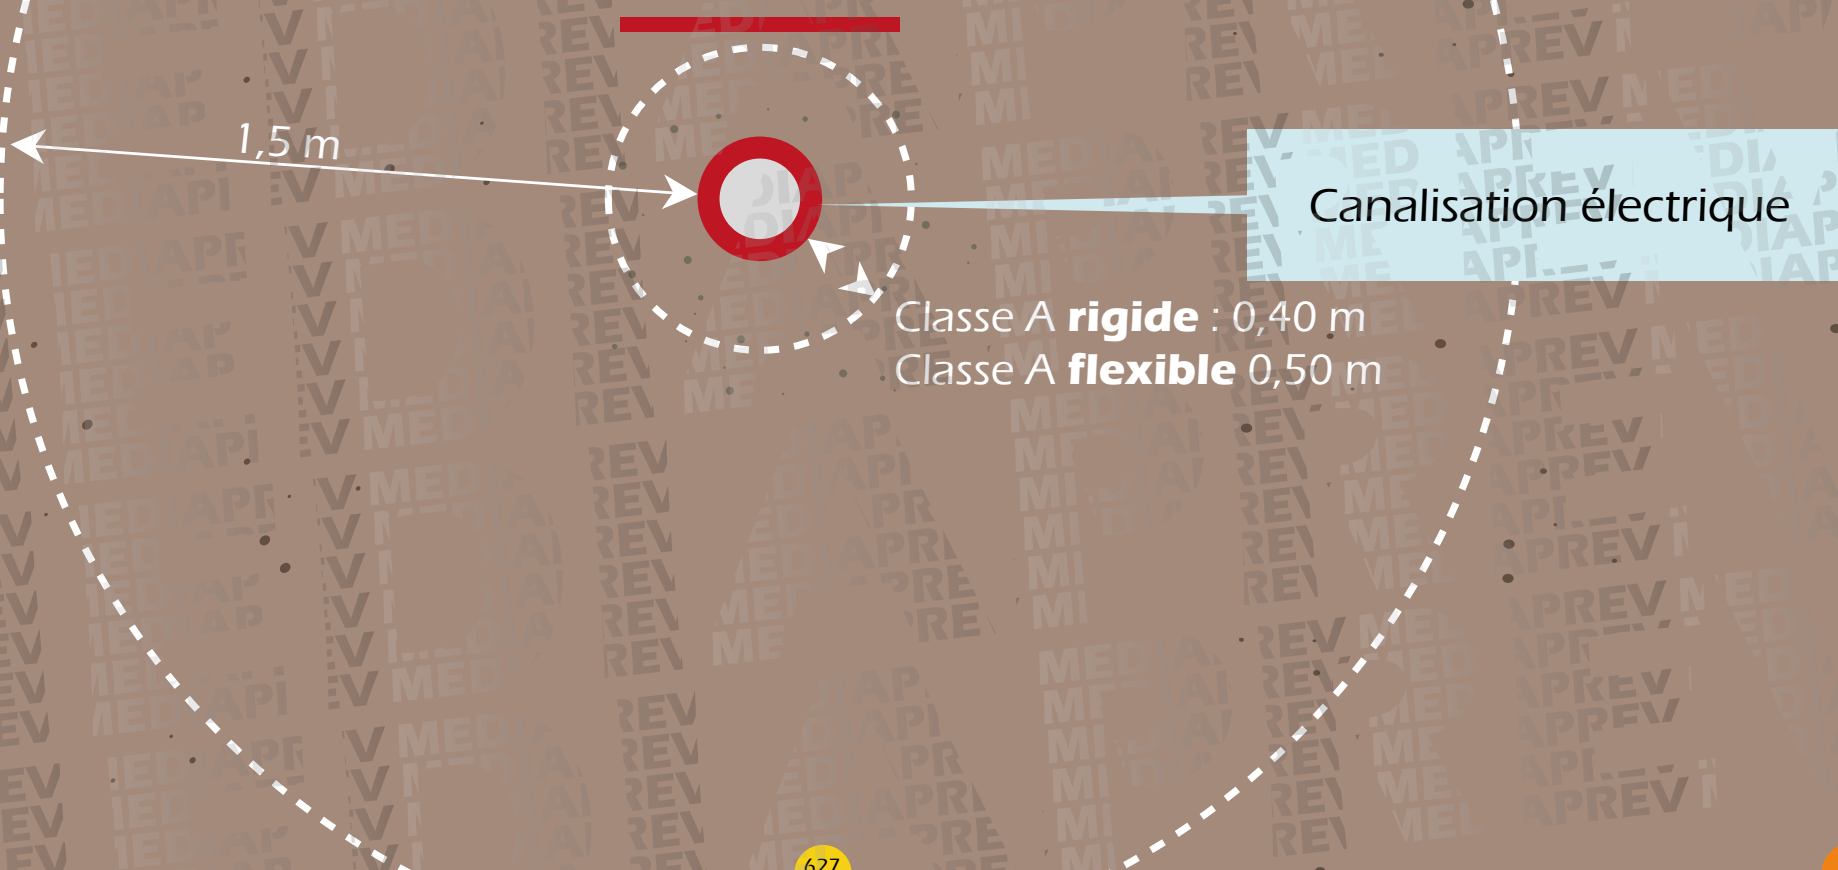 1,5 m
Canalisation électrique
Classe A rigide : 0,40 m
Classe A flexible 0,50 m
627